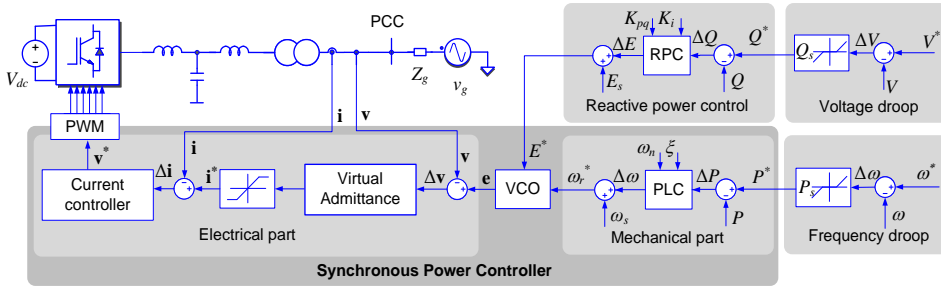 PCC
V_dc
Z_g
v_g
PWM
i
v
v*
K_pq K_i
ΔE
RPC
ΔQ
Q*
E_s
Q
Reactive power control
Q_s
ΔV
V*
V
Voltage droop
i
v
Current controller
Δi
i*
Virtual Admittance
Δv
e
VCO
E*
Electrical part
ω_n ξ
ω_r*
Δω
PLC
ΔP
P*
ω_s
P
Mechanical part
P_s
Δω
ω*
ω
Frequency droop
Synchronous Power Controller